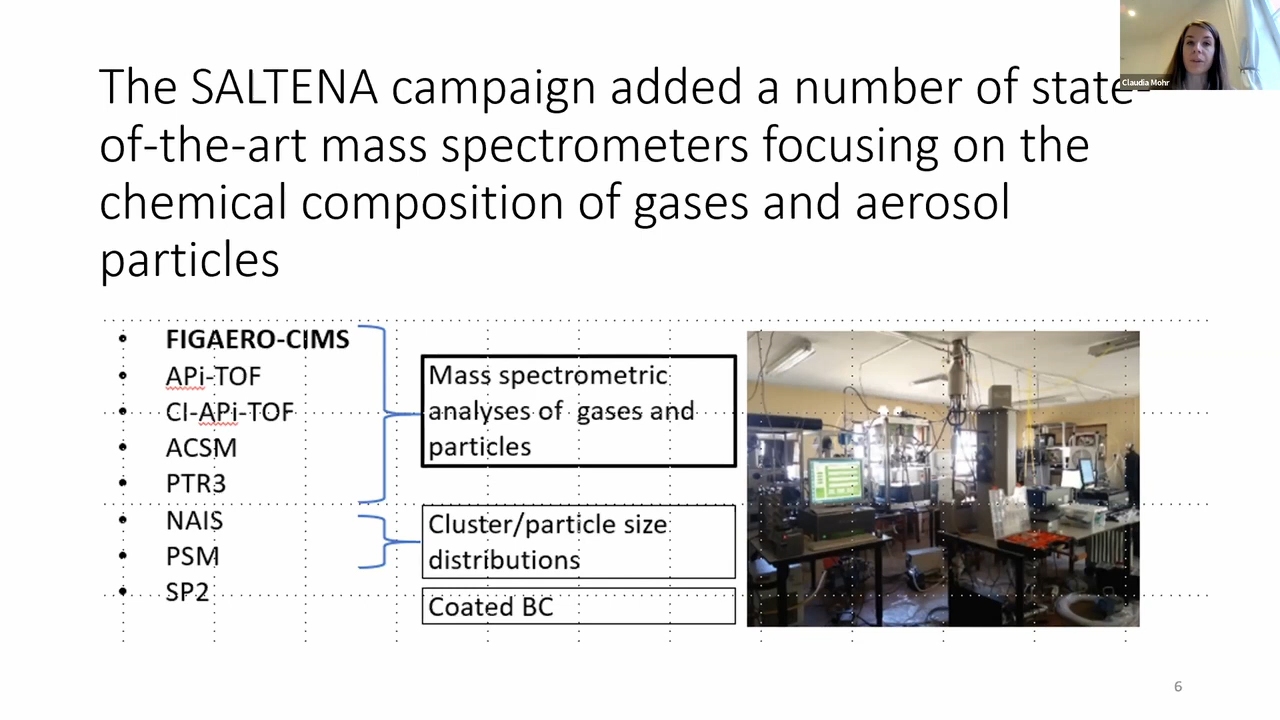 The SALTENA campaign added a number of state-
of-the-art mass spectrometers focusing on the
chemical composition of gases and aerosol
particles
Claudia Mohr
• FIGAERO-CIMS
• APi-TOF
• CI-APi-TOF
• ACSM
• PTR3
• NAIS
• PSM
• SP2
Mass spectrometric
analyses of gases and
particles
Cluster/particle size
distributions
Coated BC
6